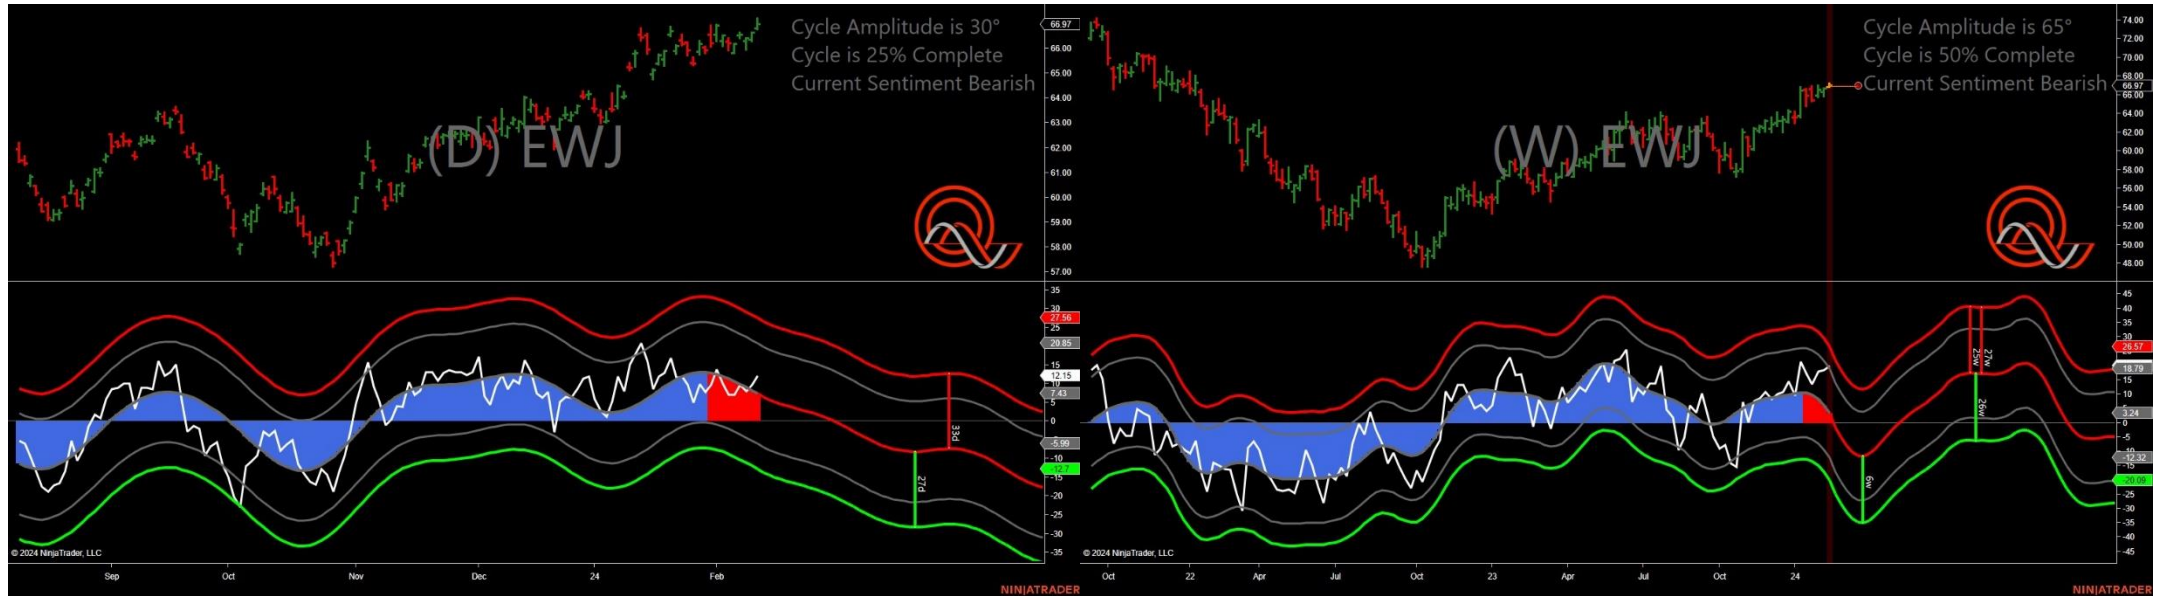 Cycle Amplitude is 30°
Cycle is 25% Complete
Current Sentiment Bearish
(D) EWJ
66.97
66.00
65.00
64.00
63.00
62.00
61.00
60.00
59.00
58.00
57.00
35
27.56
25
20.85
15
12.15
10
7.43
5
0
-5.99
-10
-12.7
-15
-20
-25
-30
-35
33d
27d
© 2024 NinjaTrader, LLC
Sep
Oct
Nov
Dec
24
Feb
NINJATRADER
Cycle Amplitude is 65°
Cycle is 50% Complete
Current Sentiment Bearish
(W) EWJ
74.00
72.00
70.00
68.00
66.97
66.00
64.00
62.00
60.00
58.00
56.00
54.00
52.00
50.00
48.00
45
40
35
30
26.57
18.79
15
10
3.24
0
-5
-12.32
-15
-20.09
-25
-30
-35
-40
-45
25w
27w
26w
6w
© 2024 NinjaTrader, LLC
Oct
22
Apr
Jul
Oct
23
Apr
Jul
Oct
24
NINJATRADER